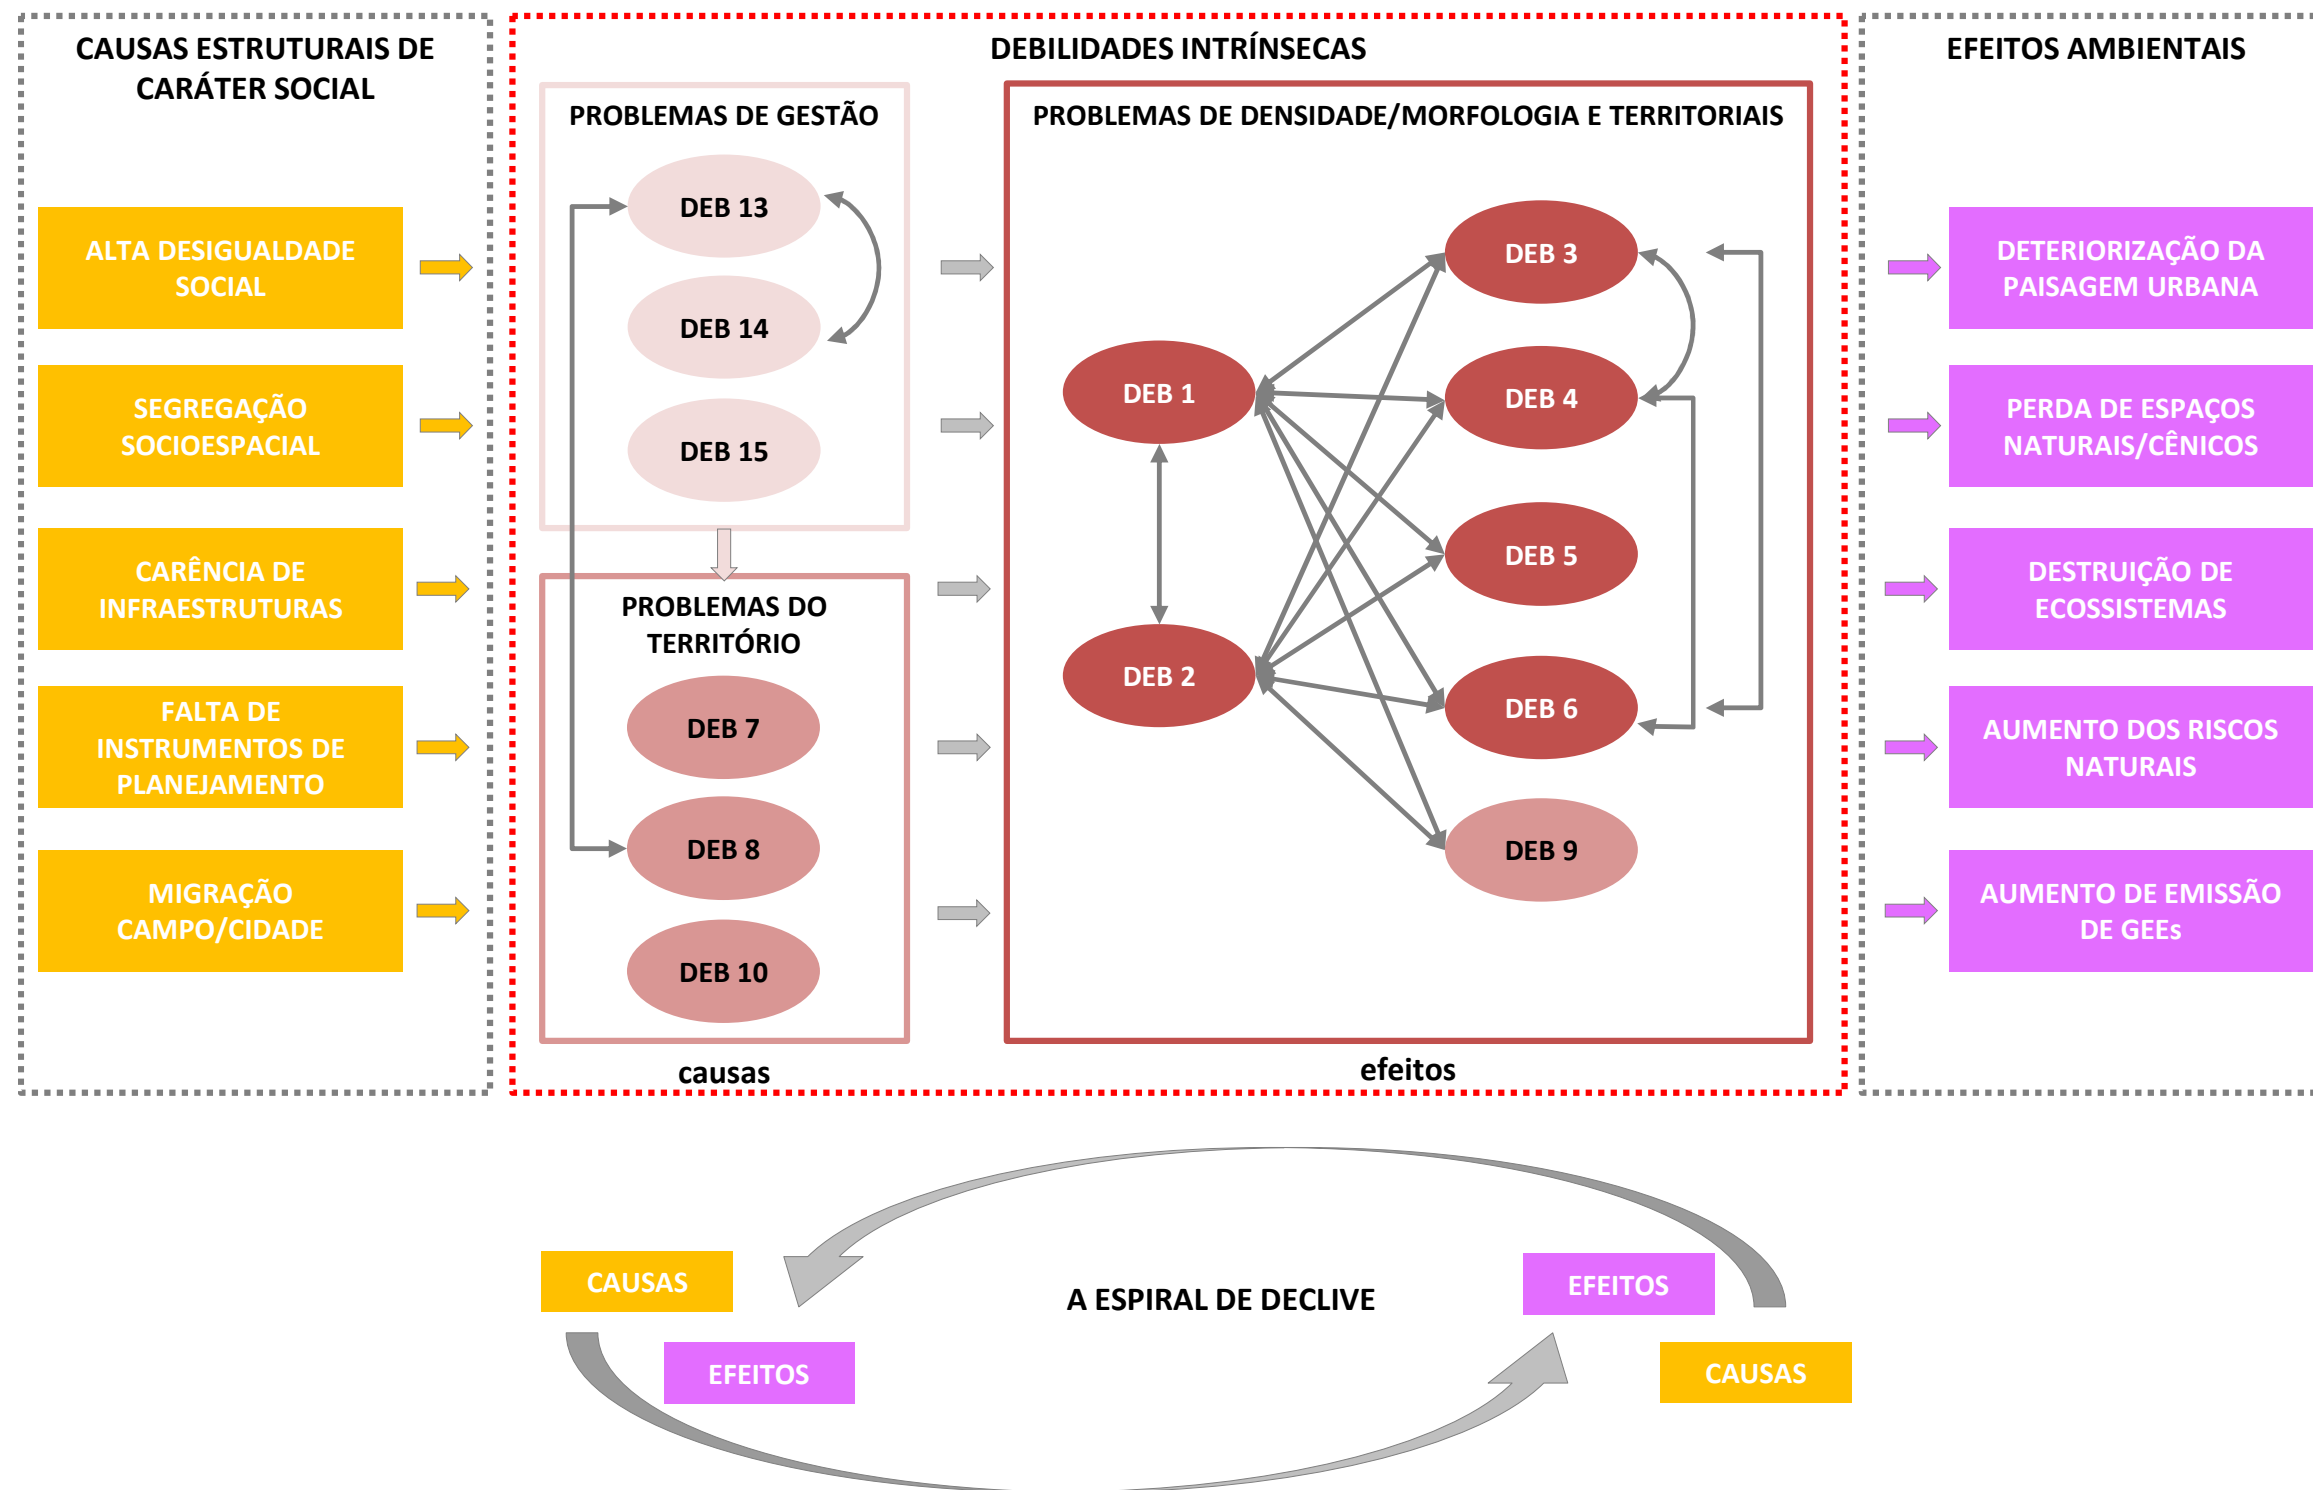 CAUSAS ESTRUTURAIS DE
CARÁTER SOCIAL
ALTA DESIGUALDADE
SOCIAL
SEGREGAÇÃO
SOCIOESPACIAL
CARÊNCIA DE
INFRAESTRUTURAS
FALTA DE
INSTRUMENTOS DE
PLANEJAMENTO
MIGRAÇÃO
CAMPO/CIDADE
DEBILIDADES INTRÍNSECAS
PROBLEMAS DE GESTÃO
DEB 13
DEB 14
DEB 15
PROBLEMAS DO
TERRITÓRIO
DEB 7
DEB 8
DEB 10
causas
PROBLEMAS DE DENSIDADE/MORFOLOGIA E TERRITORIAIS
DEB 1
DEB 2
DEB 3
DEB 4
DEB 5
DEB 6
DEB 9
efeitos
EFEITOS AMBIENTAIS
DETERIORIZAÇÃO DA
PAISAGEM URBANA
PERDA DE ESPAÇOS
NATURAIS/CÊNICOS
DESTRUIÇÃO DE
ECOSSISTEMAS
AUMENTO DOS RISCOS
NATURAIS
AUMENTO DE EMISSÃO
DE GEEs
CAUSAS
EFEITOS
A ESPIRAL DE DECLIVE
EFEITOS
CAUSAS